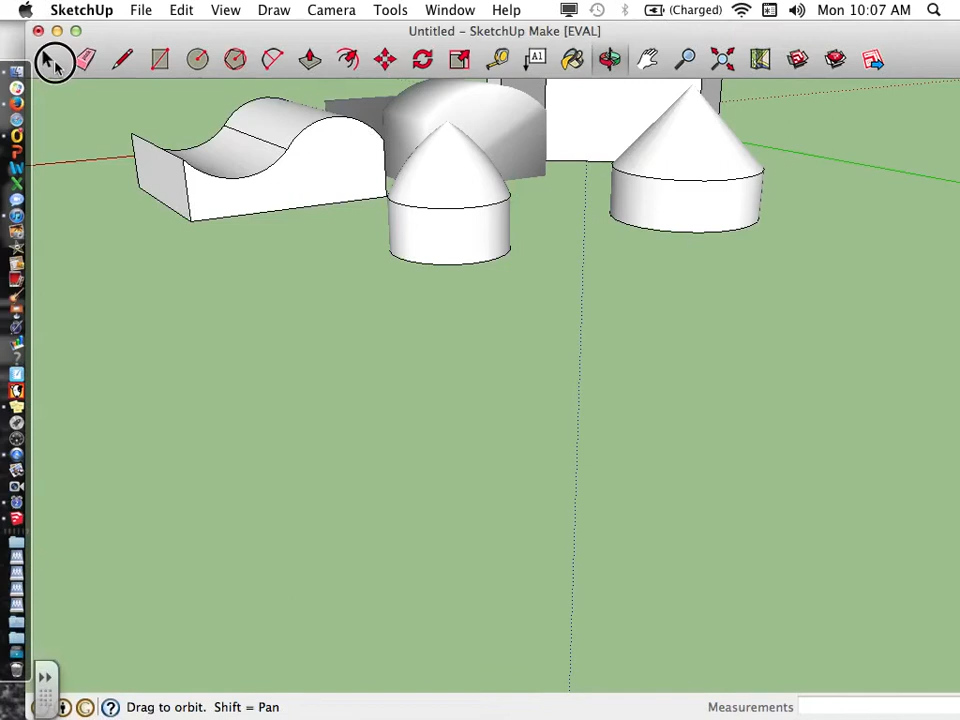 SketchUp File Edit View Draw Camera Tools Window Help (Charged) Mon 10:07 AM
Untitled - SketchUp Make [EVAL]
A1
Drag to orbit. Shift = Pan
Measurements